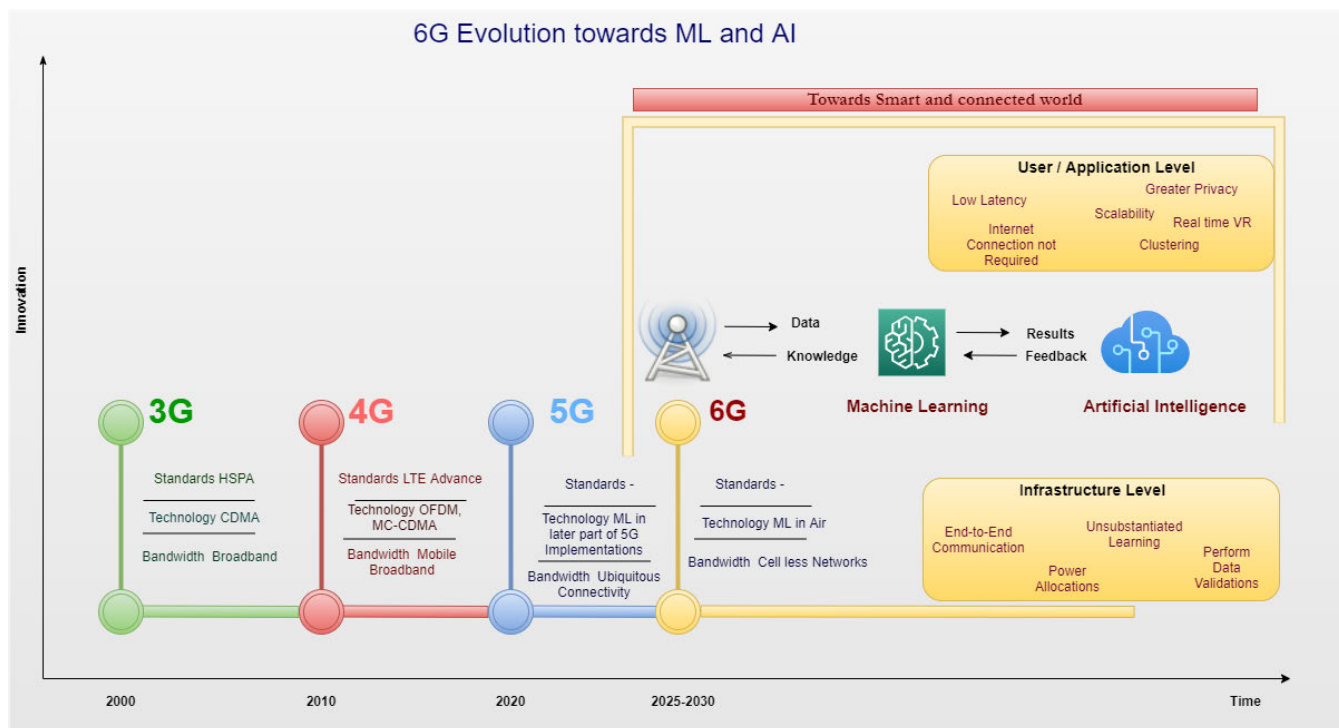 6G Evolution towards ML and AI
Towards Smart and connected world
User / Application Level
Greater Privacy
Low Latency
Scalability
Real time VR
Internet
Connection not
Required
Clustering
Innovation
Data
Knowledge
Results
Feedback
Machine Learning
Artificial Intelligence
3G
4G
5G
6G
Standards HSPA
Technology CDMA
Bandwidth Broadband
Standards LTE Advance
Technology OFDM,
MC-CDMA
Bandwidth Mobile
Broadband
Standards -
Technology ML in
later part of 5G
Implementations
Bandwidth Ubiquitous
Connectivity
Standards -
Technology ML in Air
Bandwidth Cell less Networks
Infrastructure Level
End-to-End
Communication
Unsubstantiated
Learning
Power
Allocations
Perform
Data
Validations
2000
2010
2020
2025-2030
Time